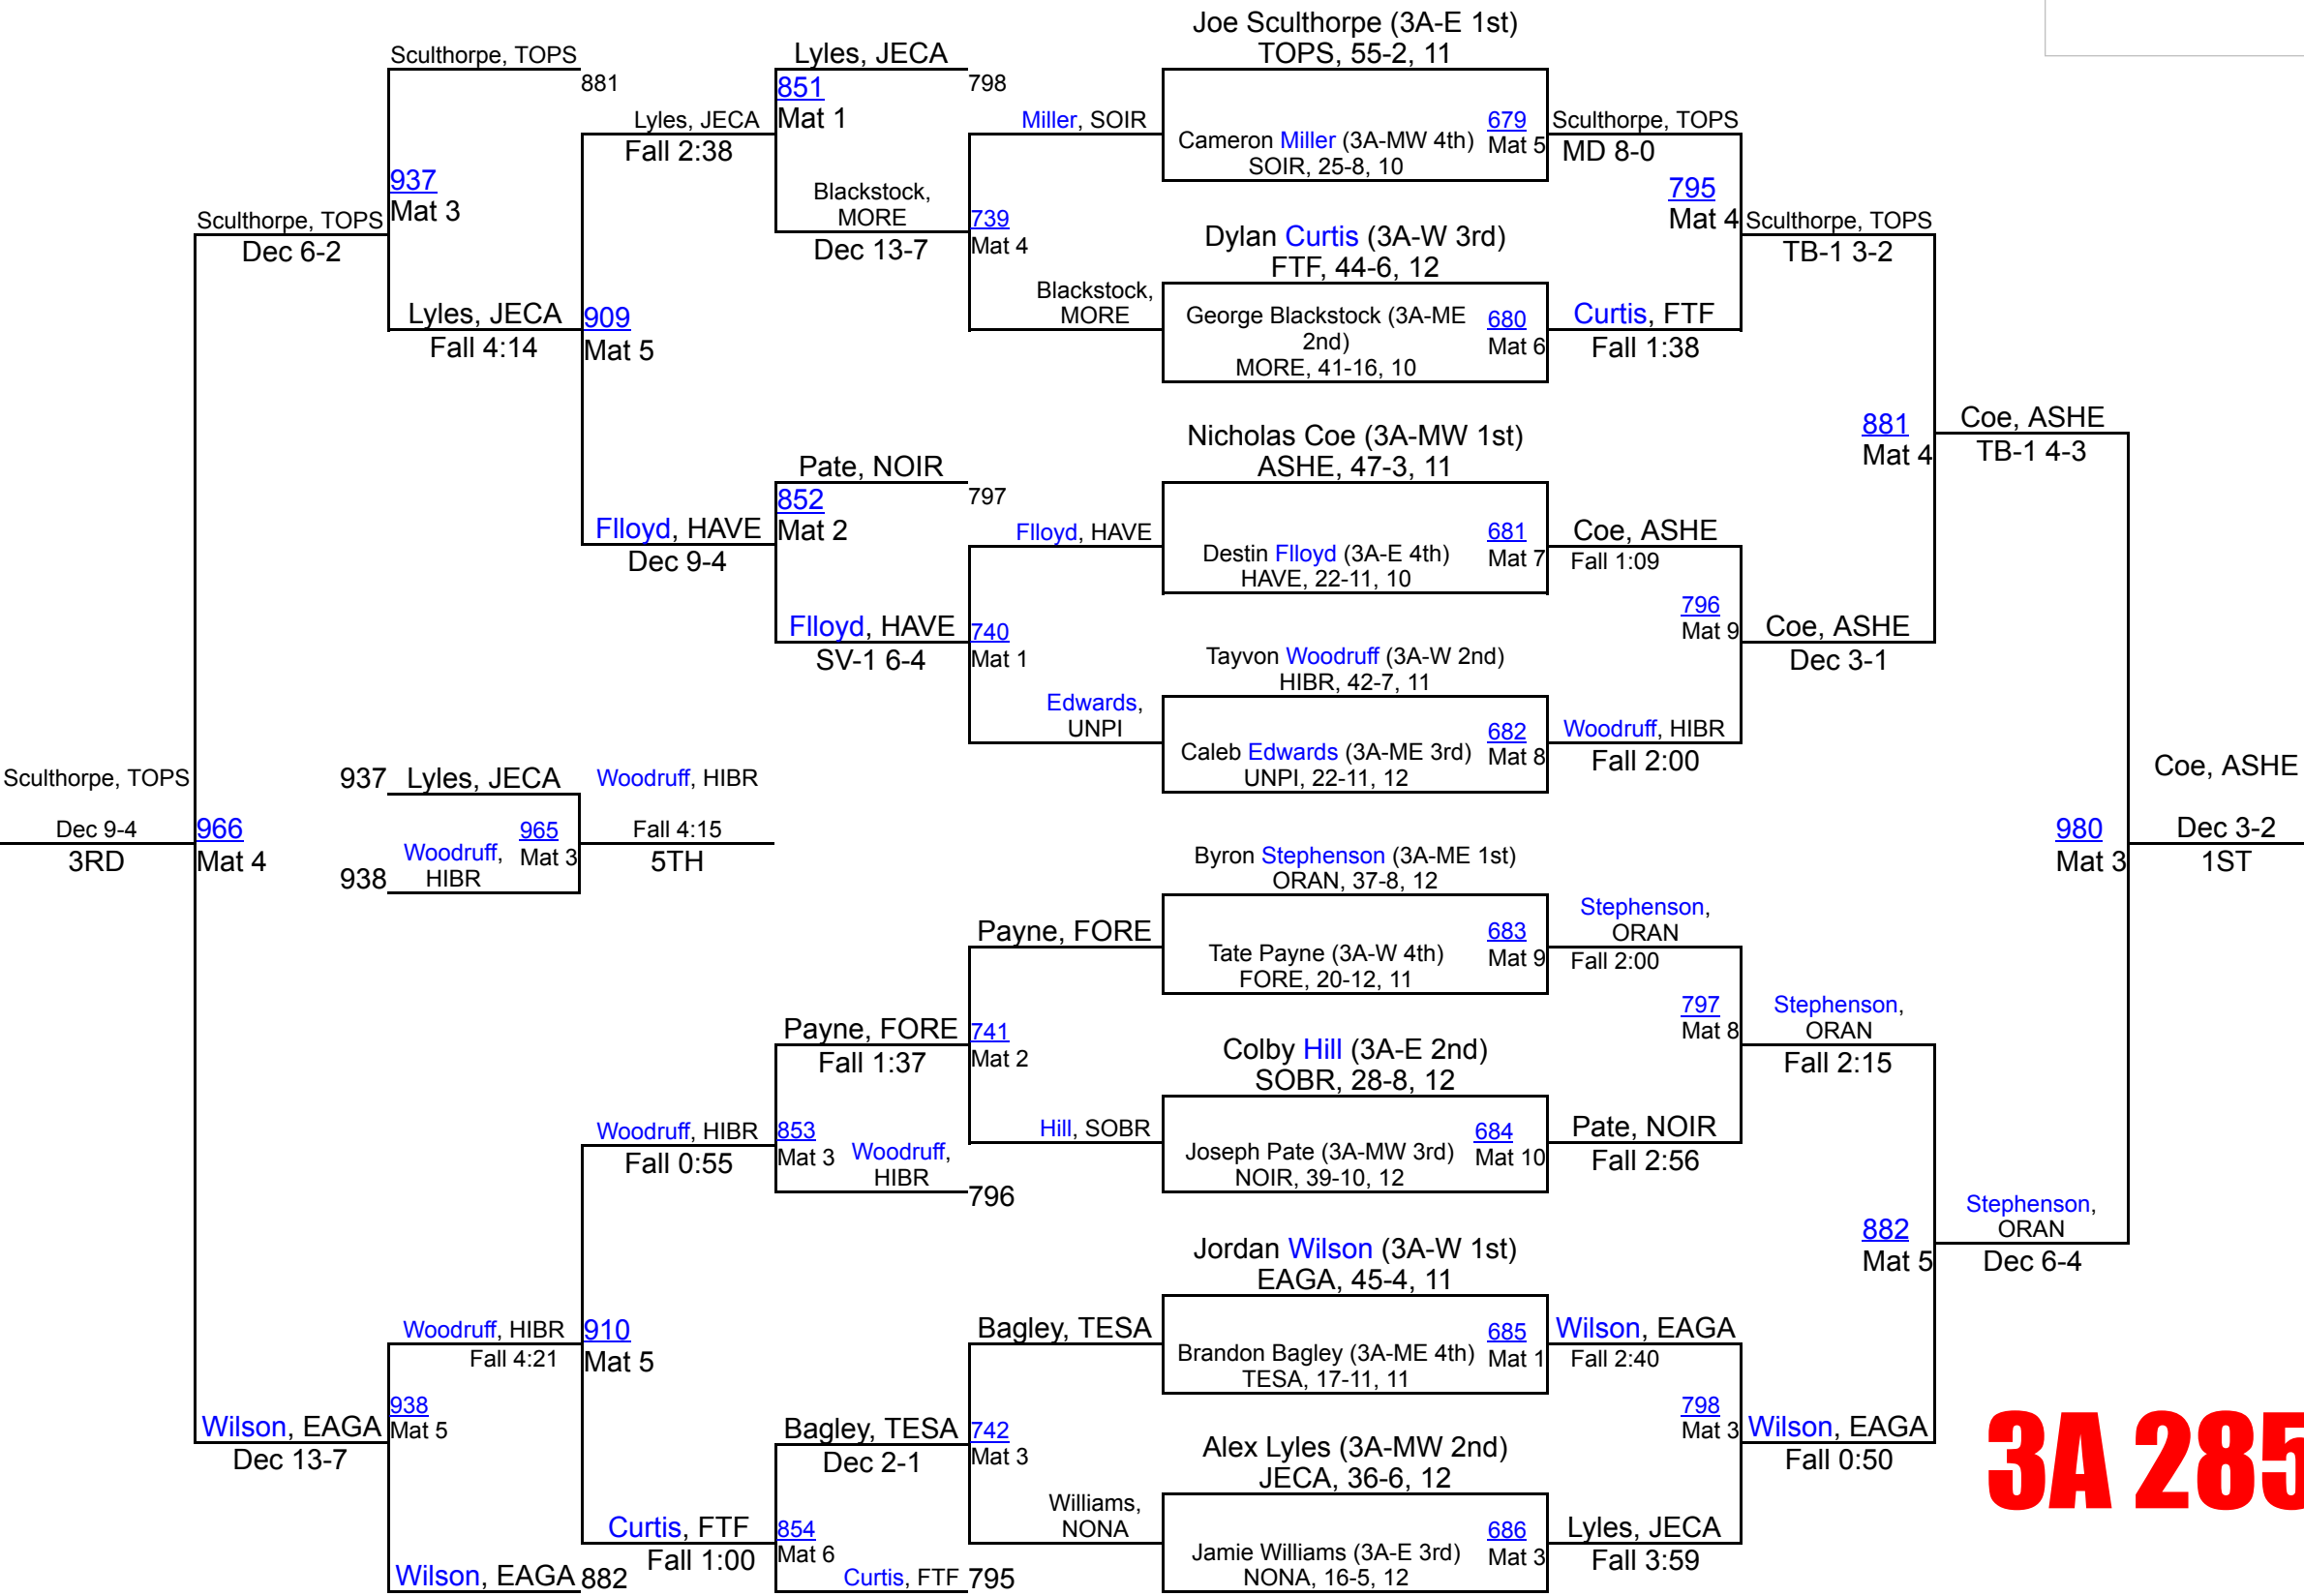 Joe Sculthorpe (3A-E 1st)
TOPS, 55-2, 11
Cameron Miller (3A-MW 4th)
SOIR, 25-8, 10
679
Mat 5
Dylan Curtis (3A-W 3rd)
FTF, 44-6, 12
George Blackstock (3A-ME
2nd)
MORE, 41-16, 10
680
Mat 6
Nicholas Coe (3A-MW 1st)
ASHE, 47-3, 11
Destin Flloyd (3A-E 4th)
HAVE, 22-11, 10
681
Mat 7
Tayvon Woodruff (3A-W 2nd)
HIBR, 42-7, 11
Caleb Edwards (3A-ME 3rd)
UNPI, 22-11, 12
682
Mat 8
Byron Stephenson (3A-ME 1st)
ORAN, 37-8, 12
Tate Payne (3A-W 4th)
FORE, 20-12, 11
683
Mat 9
Colby Hill (3A-E 2nd)
SOBR, 28-8, 12
Joseph Pate (3A-MW 3rd)
NOIR, 39-10, 12
684
Mat 10
Jordan Wilson (3A-W 1st)
EAGA, 45-4, 11
Brandon Bagley (3A-ME 4th)
TESA, 17-11, 11
685
Mat 1
Alex Lyles (3A-MW 2nd)
JECA, 36-6, 12
Jamie Williams (3A-E 3rd)
NONA, 16-5, 12
686
Mat 3
Sculthorpe, TOPS
MD 8-0
795
Mat 4
Curtis, FTF
Fall 1:38
Coe, ASHE
Fall 1:09
796
Mat 9
Woodruff, HIBR
Fall 2:00
Stephenson,
ORAN
Fall 2:00
797
Mat 8
Pate, NOIR
Fall 2:56
Wilson, EAGA
Fall 2:40
798
Mat 3
Lyles, JECA
Fall 3:59
Sculthorpe, TOPS
TB-1 3-2
881
Mat 4
Coe, ASHE
Dec 3-1
Stephenson,
ORAN
Fall 2:15
882
Mat 5
Wilson, EAGA
Fall 0:50
Coe, ASHE
TB-1 4-3
980
Mat 3
Stephenson,
ORAN
Dec 6-4
Coe, ASHE
Dec 3-2
1ST
Miller, SOIR
739
Mat 4
Blackstock,
MORE
Flloyd, HAVE
740
Mat 1
Edwards,
UNPI
Payne, FORE
741
Mat 2
Hill, SOBR
Bagley, TESA
742
Mat 3
Williams,
NONA
Lyles, JECA
798
851
Mat 1
Blackstock,
MORE
Dec 13-7
Pate, NOIR
797
852
Mat 2
Flloyd, HAVE
SV-1 6-4
Payne, FORE
Fall 1:37
853
Mat 3
Woodruff,
HIBR
796
Bagley, TESA
Dec 2-1
854
Mat 6
Curtis, FTF
795
Lyles, JECA
Fall 2:38
909
Mat 5
Flloyd, HAVE
Dec 9-4
Woodruff, HIBR
Fall 0:55
910
Mat 5
Curtis, FTF
Fall 1:00
Sculthorpe, TOPS
881
937
Mat 3
Lyles, JECA
Fall 4:14
Woodruff, HIBR
Fall 4:21
938
Mat 5
Wilson, EAGA
882
Sculthorpe, TOPS
Dec 6-2
966
Mat 4
Wilson, EAGA
Dec 13-7
Sculthorpe, TOPS
Dec 9-4
3RD
937
Lyles, JECA
965
Mat 3
938
Woodruff,
HIBR
Woodruff, HIBR
Fall 4:15
5TH
3A 285